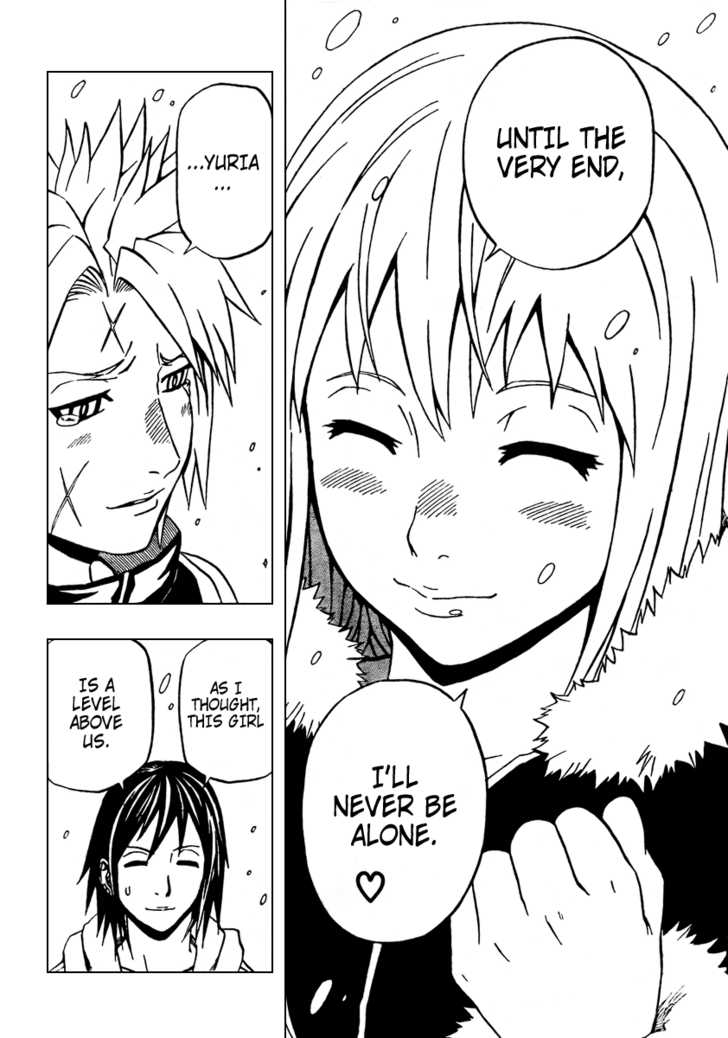 UNTIL THE
VERY END,
I'LL
NEVER BE
ALONE.
♡
...YURIA
...
AS I
THOUGHT,
THIS GIRL
IS A
LEVEL
ABOVE
US.